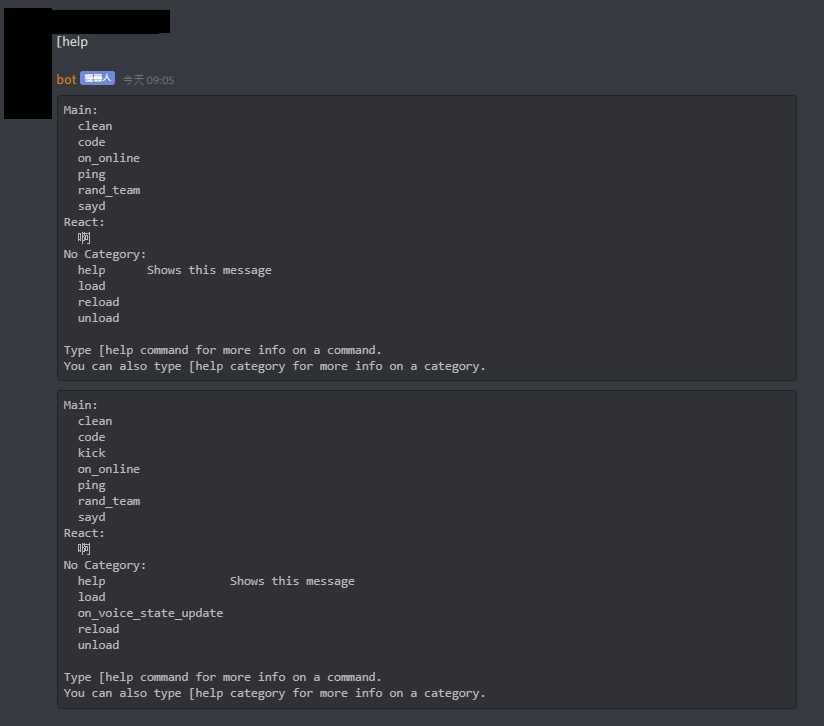 [help
bot 機器人 今天 09:05
Main:
  clean
  code
  on_online
  ping
  rand_team
  sayd
React:
  啊
No Category:
  help      Shows this message
  load
  reload
  unload

Type [help command for more info on a command.
You can also type [help category for more info on a category.
Main:
  clean
  code
  kick
  on_online
  ping
  rand_team
  sayd
React:
  啊
No Category:
  help                  Shows this message
  load
  on_voice_state_update
  reload
  unload

Type [help command for more info on a command.
You can also type [help category for more info on a category.